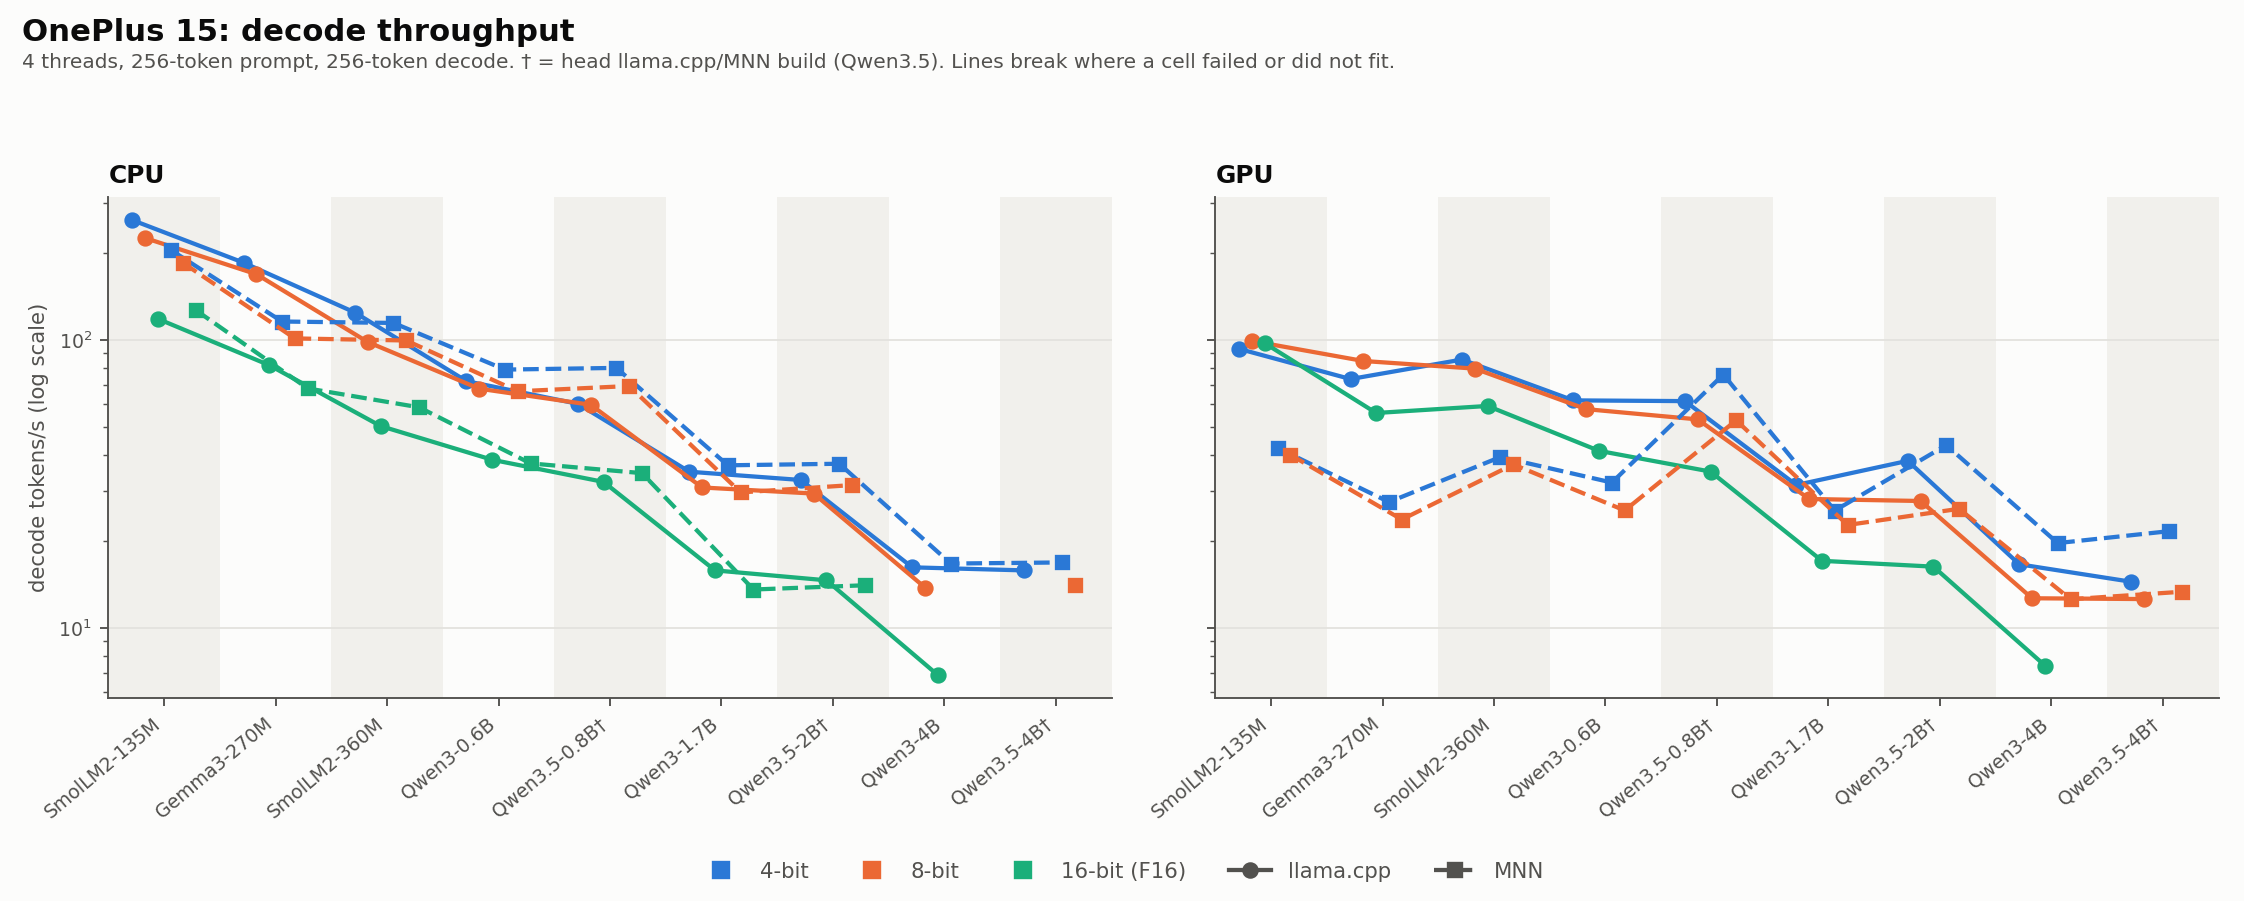 OnePlus 15: decode throughput
4 threads, 256-token prompt, 256-token decode. † = head llama.cpp/MNN build (Qwen3.5). Lines break where a cell failed or did not fit.
CPU
GPU
decode tokens/s (log scale)
10²
10¹
SmolLM2-135M
Gemma3-270M
SmolLM2-360M
Qwen3-0.6B
Qwen3.5-0.8B†
Qwen3-1.7B
Qwen3.5-2B†
Qwen3-4B
Qwen3.5-4B†
SmolLM2-135M
Gemma3-270M
SmolLM2-360M
Qwen3-0.6B
Qwen3.5-0.8B†
Qwen3-1.7B
Qwen3.5-2B†
Qwen3-4B
Qwen3.5-4B†
4-bit 8-bit 16-bit (F16) llama.cpp MNN